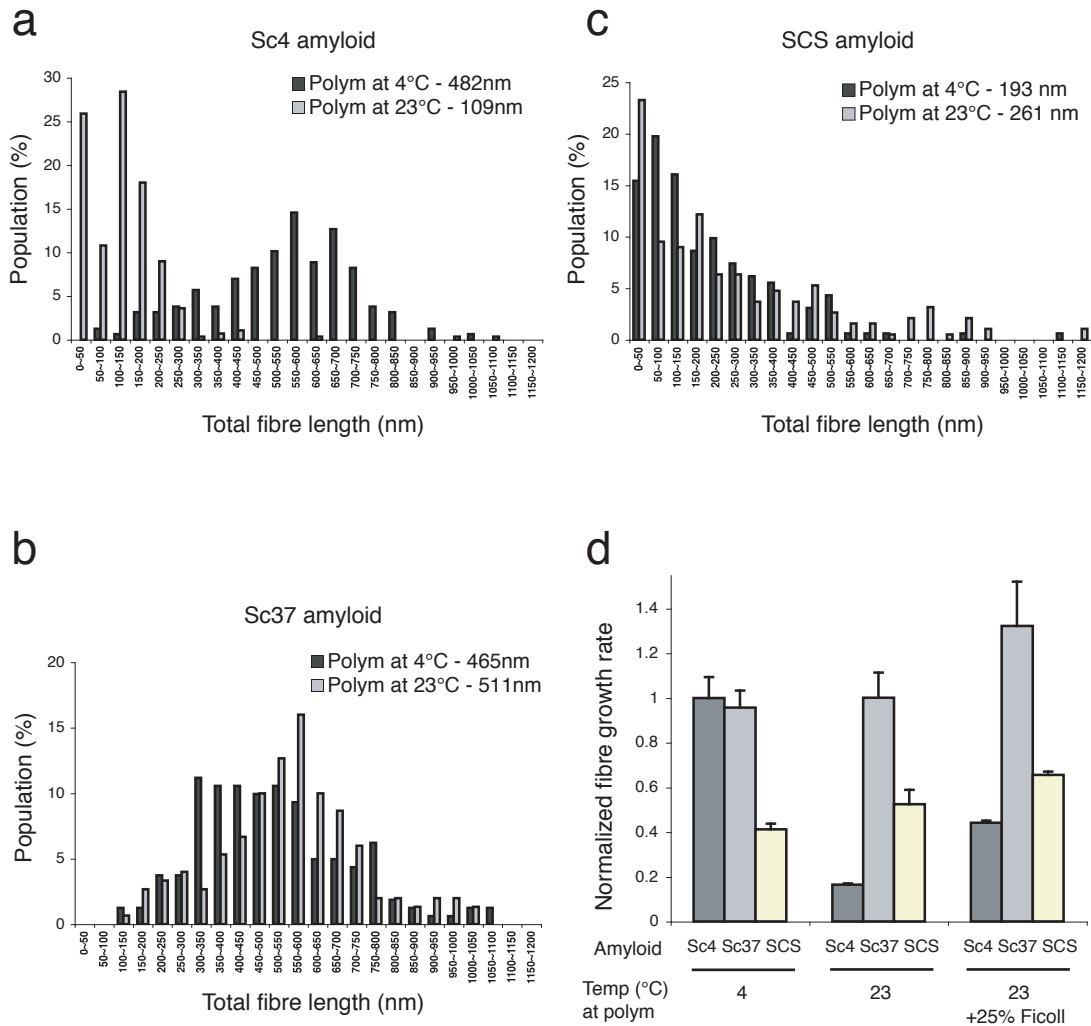 a
Sc4 amyloid
Polym at 4°C - 482nm
Polym at 23°C - 109nm
Population (%)
30
25
20
15
10
5
0
0~50 50~100 100~150 150~200 200~250 250~300 300~350 350~400 400~450 450~500 500~550 550~600 600~650 650~700 700~750 750~800 800~850 900~950 950~1000 1000~1050 1050~1100 1100~1150 1150~1200
Total fibre length (nm)
c
SCS amyloid
Polym at 4°C - 193 nm
Polym at 23°C - 261 nm
Population (%)
25
20
15
10
5
0
0~50 50~100 100~150 150~200 200~250 250~300 300~350 350~400 400~450 450~500 500~550 550~600 600~650 650~700 700~750 750~800 800~850 850~900 900~950 950~1000 1000~1050 1050~1100 1100~1150 1150~1200
Total fibre length (nm)
b
Sc37 amyloid
Polym at 4°C - 465nm
Polym at 23°C - 511nm
Population (%)
20
15
10
5
0
0~50 50~100 100~150 150~200 200~250 250~300 300~350 350~400 400~450 450~500 500~550 550~600 600~650 650~700 700~750 750~800 800~850 850~900 900~950 950~1000 1000~1050 1050~1100 1100~1150 1150~1200
Total fibre length (nm)
d
Normalized fibre growth rate
1.4
1.2
1
0.8
0.6
0.4
0.2
0
Amyloid Sc4 Sc37 SCS Sc4 Sc37 SCS Sc4 Sc37 SCS
Temp (°C) 4 23 23
at polym +25% Ficoll